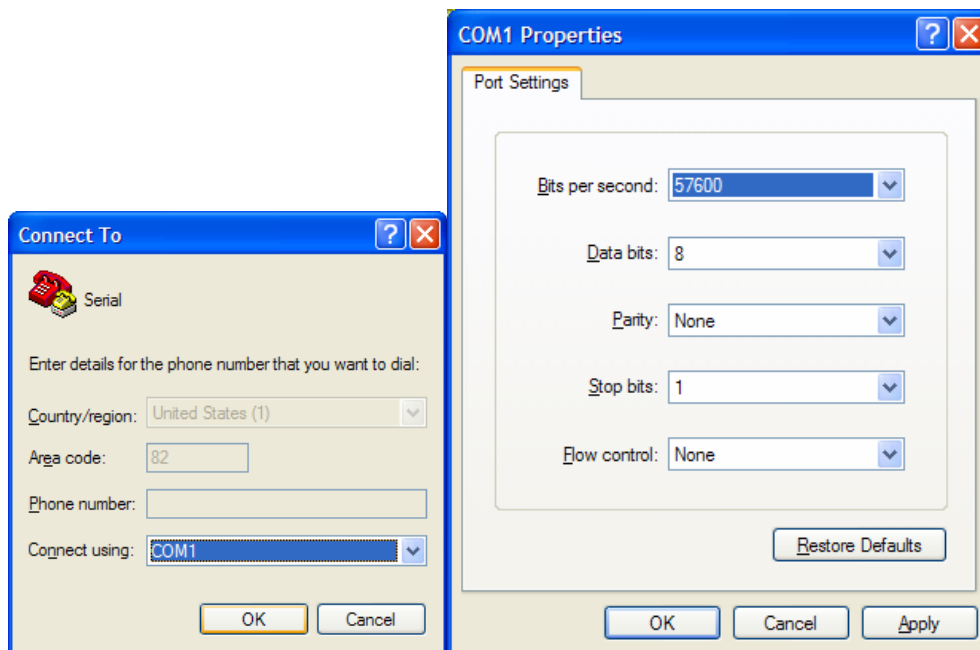 Connect To
Serial
Enter details for the phone number that you want to dial:
Country/region: United States (1)
Area code: 82
Phone number:
Connect using: COM1
OK Cancel
COM1 Properties
Port Settings
Bits per second: 57600
Data bits: 8
Parity: None
Stop bits: 1
Flow control: None
Restore Defaults
OK Cancel Apply